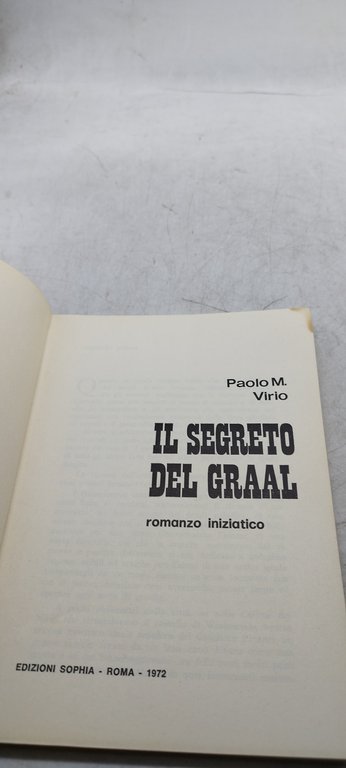 Paolo M.
Virio
IL SEGRETO
DEL GRAAL
romanzo iniziatico
EDIZIONI SOPHIA - ROMA - 1972